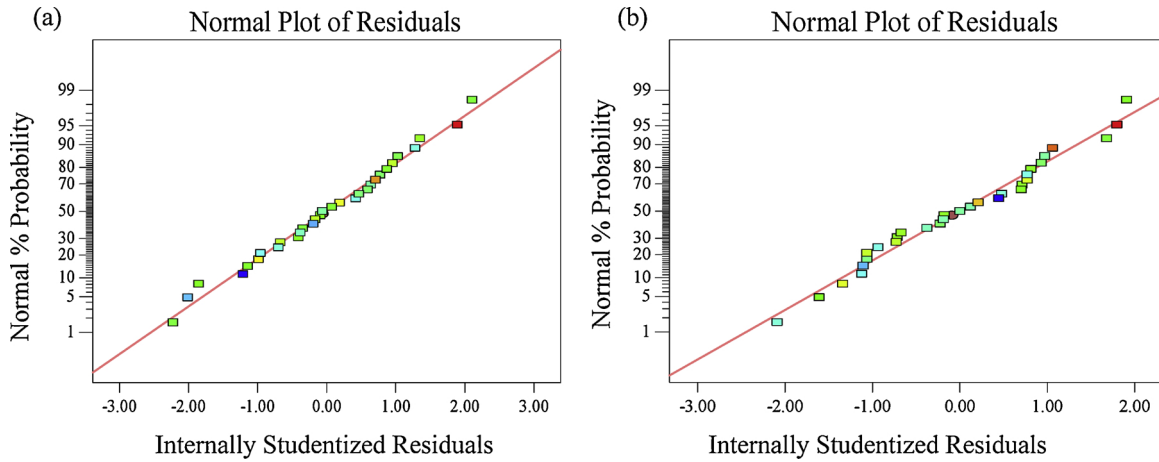 (a)
Normal Plot of Residuals
Normal % Probability
99
95
90
80
70
50
30
20
10
5
1
-3.00 -2.00 -1.00 0.00 1.00 2.00 3.00
Internally Studentized Residuals
(b)
Normal Plot of Residuals
Normal % Probability
99
95
90
80
70
50
30
20
10
5
1
-3.00 -2.00 -1.00 0.00 1.00 2.00
Internally Studentized Residuals